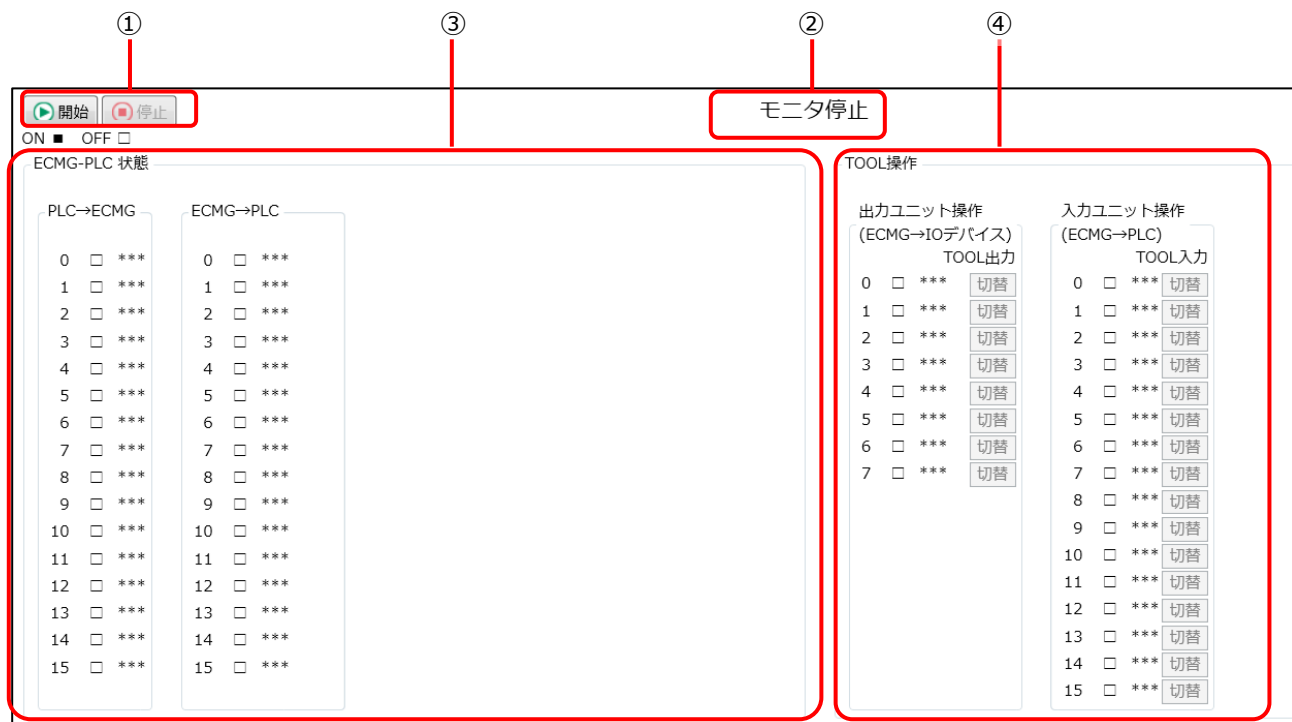 ① ③ ② ④
開始 停止 モニタ停止
ON ■ OFF □
ECMG-PLC 状態 TOOL操作
PLC→ECMG ECMG→PLC 出力ユニット操作 入力ユニット操作
(ECMG→IOデバイス) (ECMG→PLC)
TOOL出力 TOOL入力
0 □ *** 0 □ *** 0 □ *** 切替 0 □ *** 切替
1 □ *** 1 □ *** 1 □ *** 切替 1 □ *** 切替
2 □ *** 2 □ *** 2 □ *** 切替 2 □ *** 切替
3 □ *** 3 □ *** 3 □ *** 切替 3 □ *** 切替
4 □ *** 4 □ *** 4 □ *** 切替 4 □ *** 切替
5 □ *** 5 □ *** 5 □ *** 切替 5 □ *** 切替
6 □ *** 6 □ *** 6 □ *** 切替 6 □ *** 切替
7 □ *** 7 □ *** 7 □ *** 切替 7 □ *** 切替
8 □ *** 8 □ *** 8 □ *** 切替
9 □ *** 9 □ *** 9 □ *** 切替
10 □ *** 10 □ *** 10 □ *** 切替
11 □ *** 11 □ *** 11 □ *** 切替
12 □ *** 12 □ *** 12 □ *** 切替
13 □ *** 13 □ *** 13 □ *** 切替
14 □ *** 14 □ *** 14 □ *** 切替
15 □ *** 15 □ *** 15 □ *** 切替